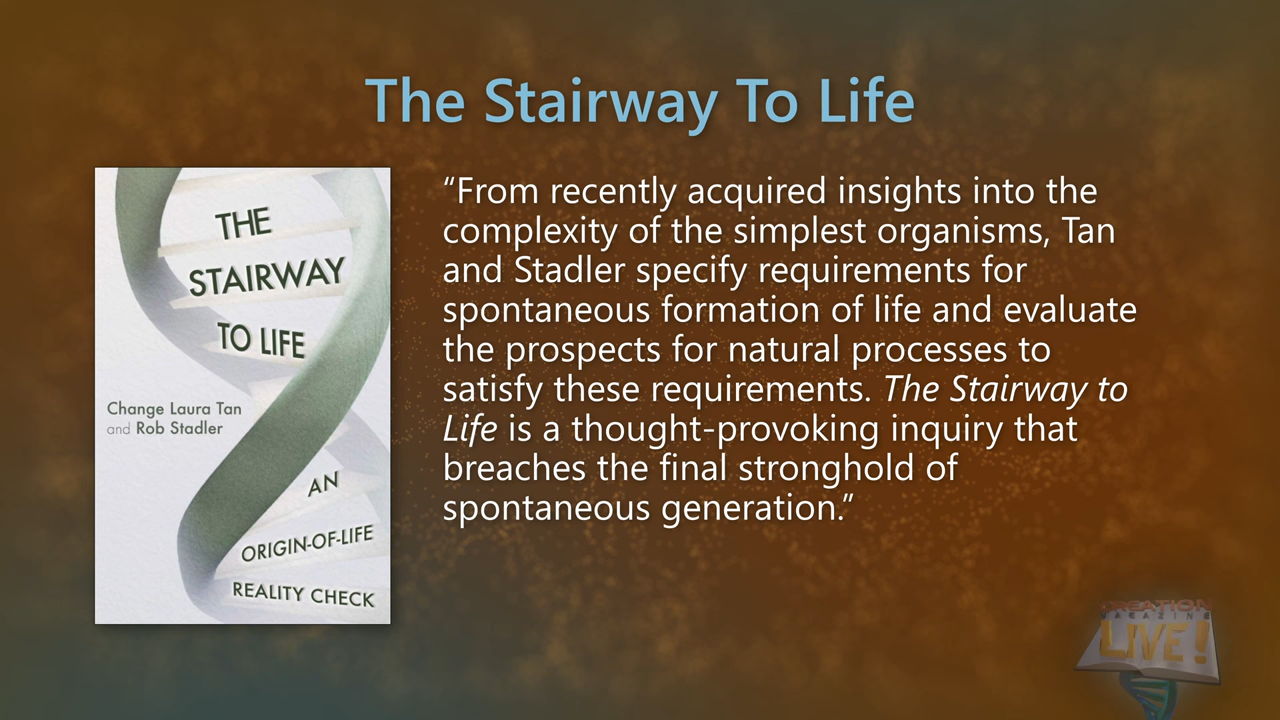 The Stairway To Life
THE
STAIRWAY
TO LIFE
Change Laura Tan
and Rob Stadler
AN
ORIGIN-OF-LIFE
REALITY CHECK
“From recently acquired insights into the
complexity of the simplest organisms, Tan
and Stadler specify requirements for
spontaneous formation of life and evaluate
the prospects for natural processes to
satisfy these requirements. The Stairway to
Life is a thought-provoking inquiry that
breaches the final stronghold of
spontaneous generation.”
CREATION
MAGAZINE
LIVE!